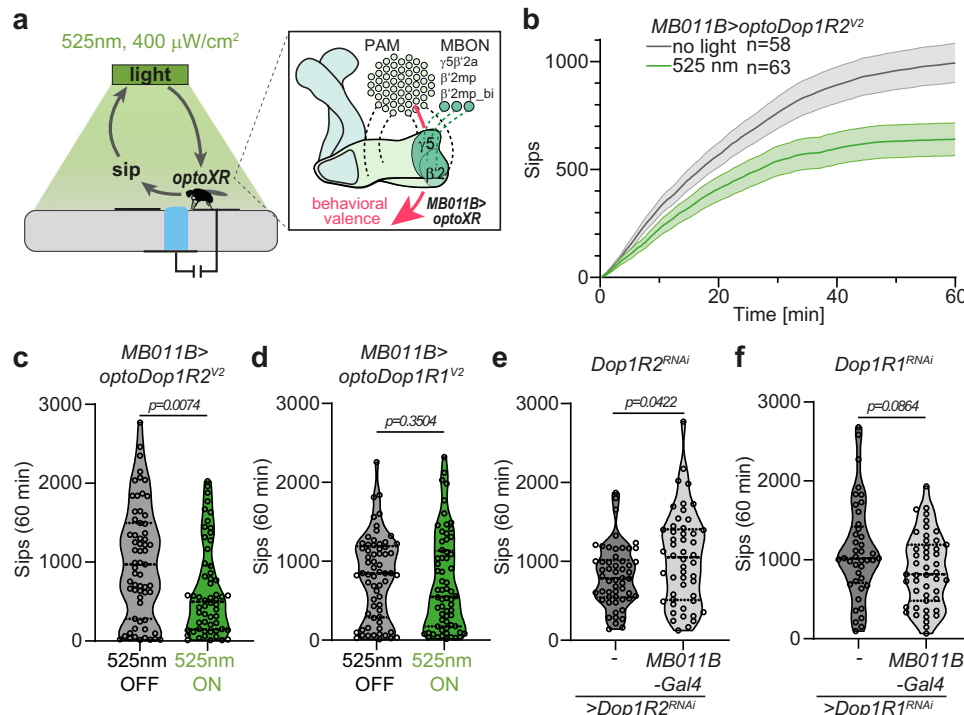 a
525nm, 400 µW/cm²
light
sip
optoXR
PAM
MBON
γ5β'2a
β'2mp
β'2mp_bi
γ5
β'2
behavioral
valence
MB011B>
optoXR
b
MB011B>optoDop1R2V2
no light n=58
525 nm n=63
Sips
1000
500
0
0 20 40 60
Time [min]
c
MB011B>
optoDop1R2V2
p=0.0074
Sips (60 min)
3000
2000
1000
0
525nm
OFF
525nm
ON
d
MB011B>
optoDop1R1V2
p=0.3504
Sips (60 min)
3000
2000
1000
0
525nm
OFF
525nm
ON
e
Dop1R2RNAi
p=0.0422
Sips (60 min)
3000
2000
1000
0
-
MB011B
-Gal4
>Dop1R2RNAi
f
Dop1R1RNAi
p=0.0864
Sips (60 min)
3000
2000
1000
0
-
MB011B
-Gal4
>Dop1R1RNAi